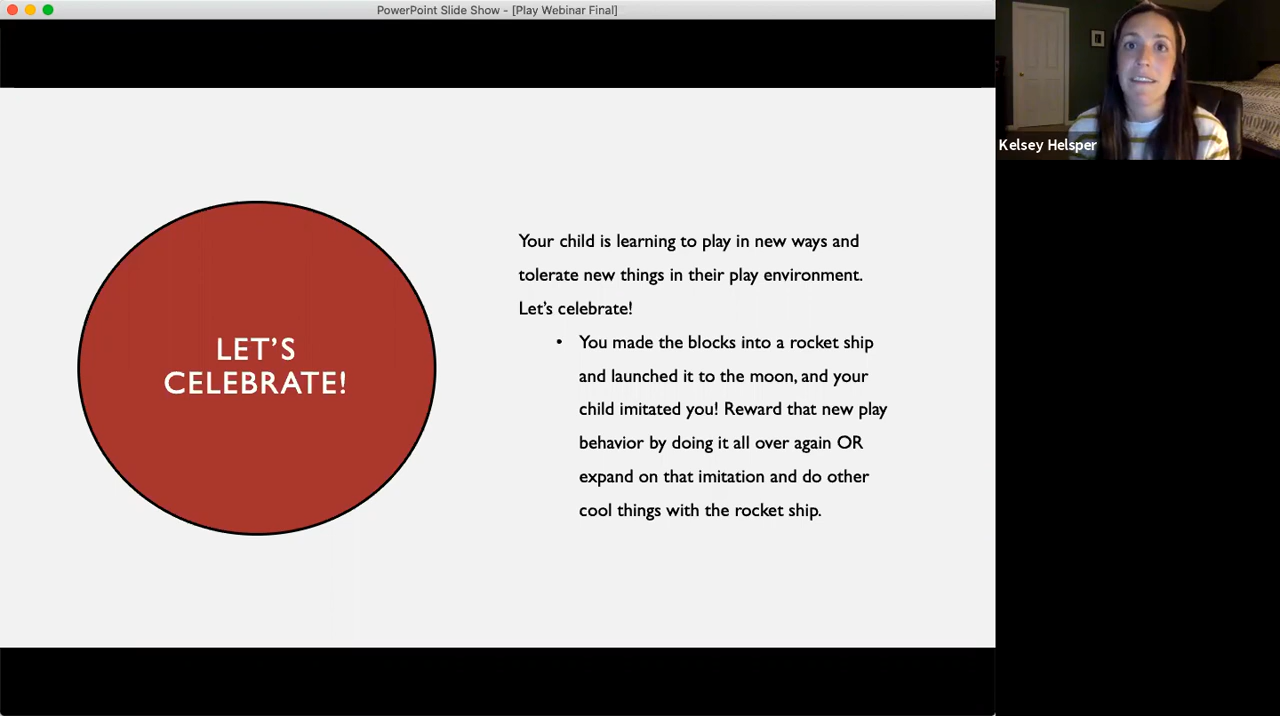 PowerPoint Slide Show - [Play Webinar Final]
Kelsey Helsper
LET’S
CELEBRATE!
Your child is learning to play in new ways and
tolerate new things in their play environment.
Let’s celebrate!
• You made the blocks into a rocket ship
and launched it to the moon, and your
child imitated you! Reward that new play
behavior by doing it all over again OR
expand on that imitation and do other
cool things with the rocket ship.